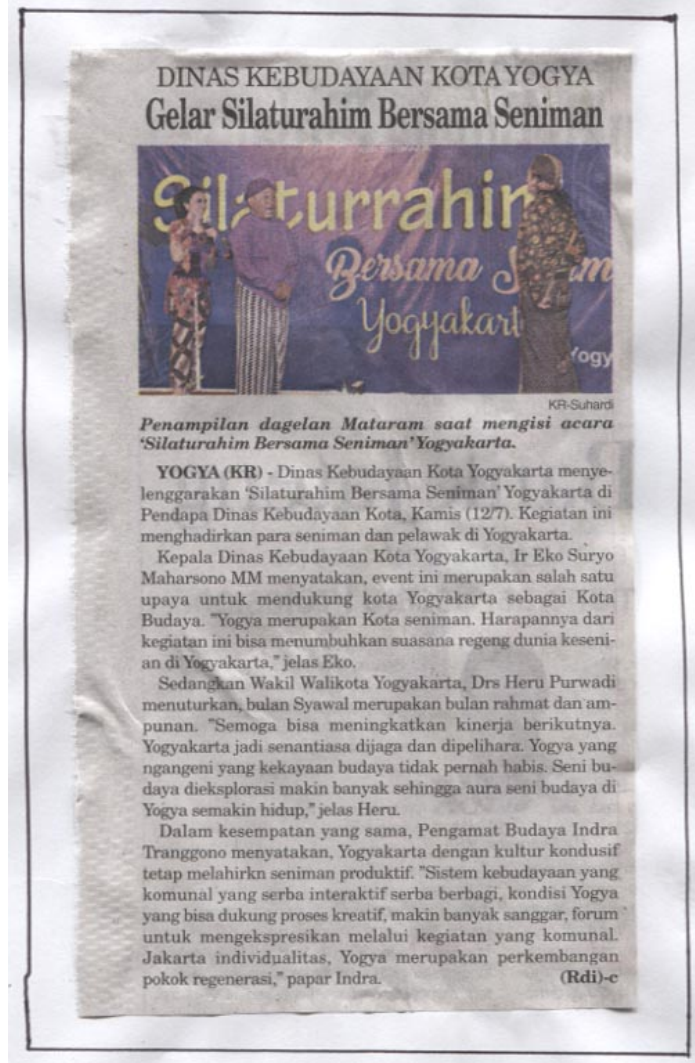 DINAS KEBUDAYAAN KOTA YOGYA
Gelar Silaturahim Bersama Seniman
Silaturrahim
Bersama S im
Yogyakart
Yogy
KR-Suhardi
Penampilan dagelan Mataram saat mengisi acara
'Silaturahim Bersama Seniman' Yogyakarta.
YOGYA (KR) - Dinas Kebudayaan Kota Yogyakarta menye-
lenggarakan 'Silaturahim Bersama Seniman' Yogyakarta di
Pendapa Dinas Kebudayaan Kota, Kamis (12/7). Kegiatan ini
menghadirkan para seniman dan pelawak di Yogyakarta.
Kepala Dinas Kebudayaan Kota Yogyakarta, Ir Eko Suryo
Maharsono MM menyatakan, event ini merupakan salah satu
upaya untuk mendukung kota Yogyakarta sebagai Kota
Budaya. "Yogya merupakan Kota seniman. Harapannya dari
kegiatan ini bisa menumbuhkan suasana regeng dunia keseni-
an di Yogyakarta," jelas Eko.
Sedangkan Wakil Walikota Yogyakarta, Drs Heru Purwadi
menuturkan, bulan Syawal merupakan bulan rahmat dan am-
punan. "Semoga bisa meningkatkan kinerja berikutnya.
Yogyakarta jadi senantiasa dijaga dan dipelihara. Yogya yang
ngangeni yang kekayaan budaya tidak pernah habis. Seni bu-
daya dieksplorasi makin banyak sehingga aura seni budaya di
Yogya semakin hidup," jelas Heru.
Dalam kesempatan yang sama, Pengamat Budaya Indra
Tranggono menyatakan, Yogyakarta dengan kultur kondusif
tetap melahirkn seniman produktif. "Sistem kebudayaan yang
komunal yang serba interaktif serba berbagi, kondisi Yogya
yang bisa dukung proses kreatif, makin banyak sanggar, forum
untuk mengekspresikan melalui kegiatan yang komunal.
Jakarta individualitas, Yogya merupakan perkembangan
pokok regenerasi," papar Indra. (Rdi)-c